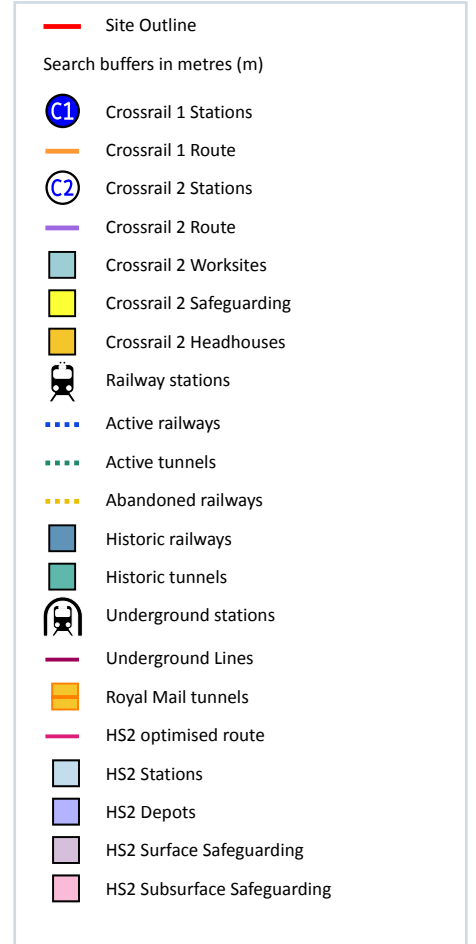 Site Outline
Search buffers in metres (m)
C1 Crossrail 1 Stations
Crossrail 1 Route
C2 Crossrail 2 Stations
Crossrail 2 Route
Crossrail 2 Worksites
Crossrail 2 Safeguarding
Crossrail 2 Headhouses
Railway stations
Active railways
Active tunnels
Abandoned railways
Historic railways
Historic tunnels
Underground stations
Underground Lines
Royal Mail tunnels
HS2 optimised route
HS2 Stations
HS2 Depots
HS2 Surface Safeguarding
HS2 Subsurface Safeguarding